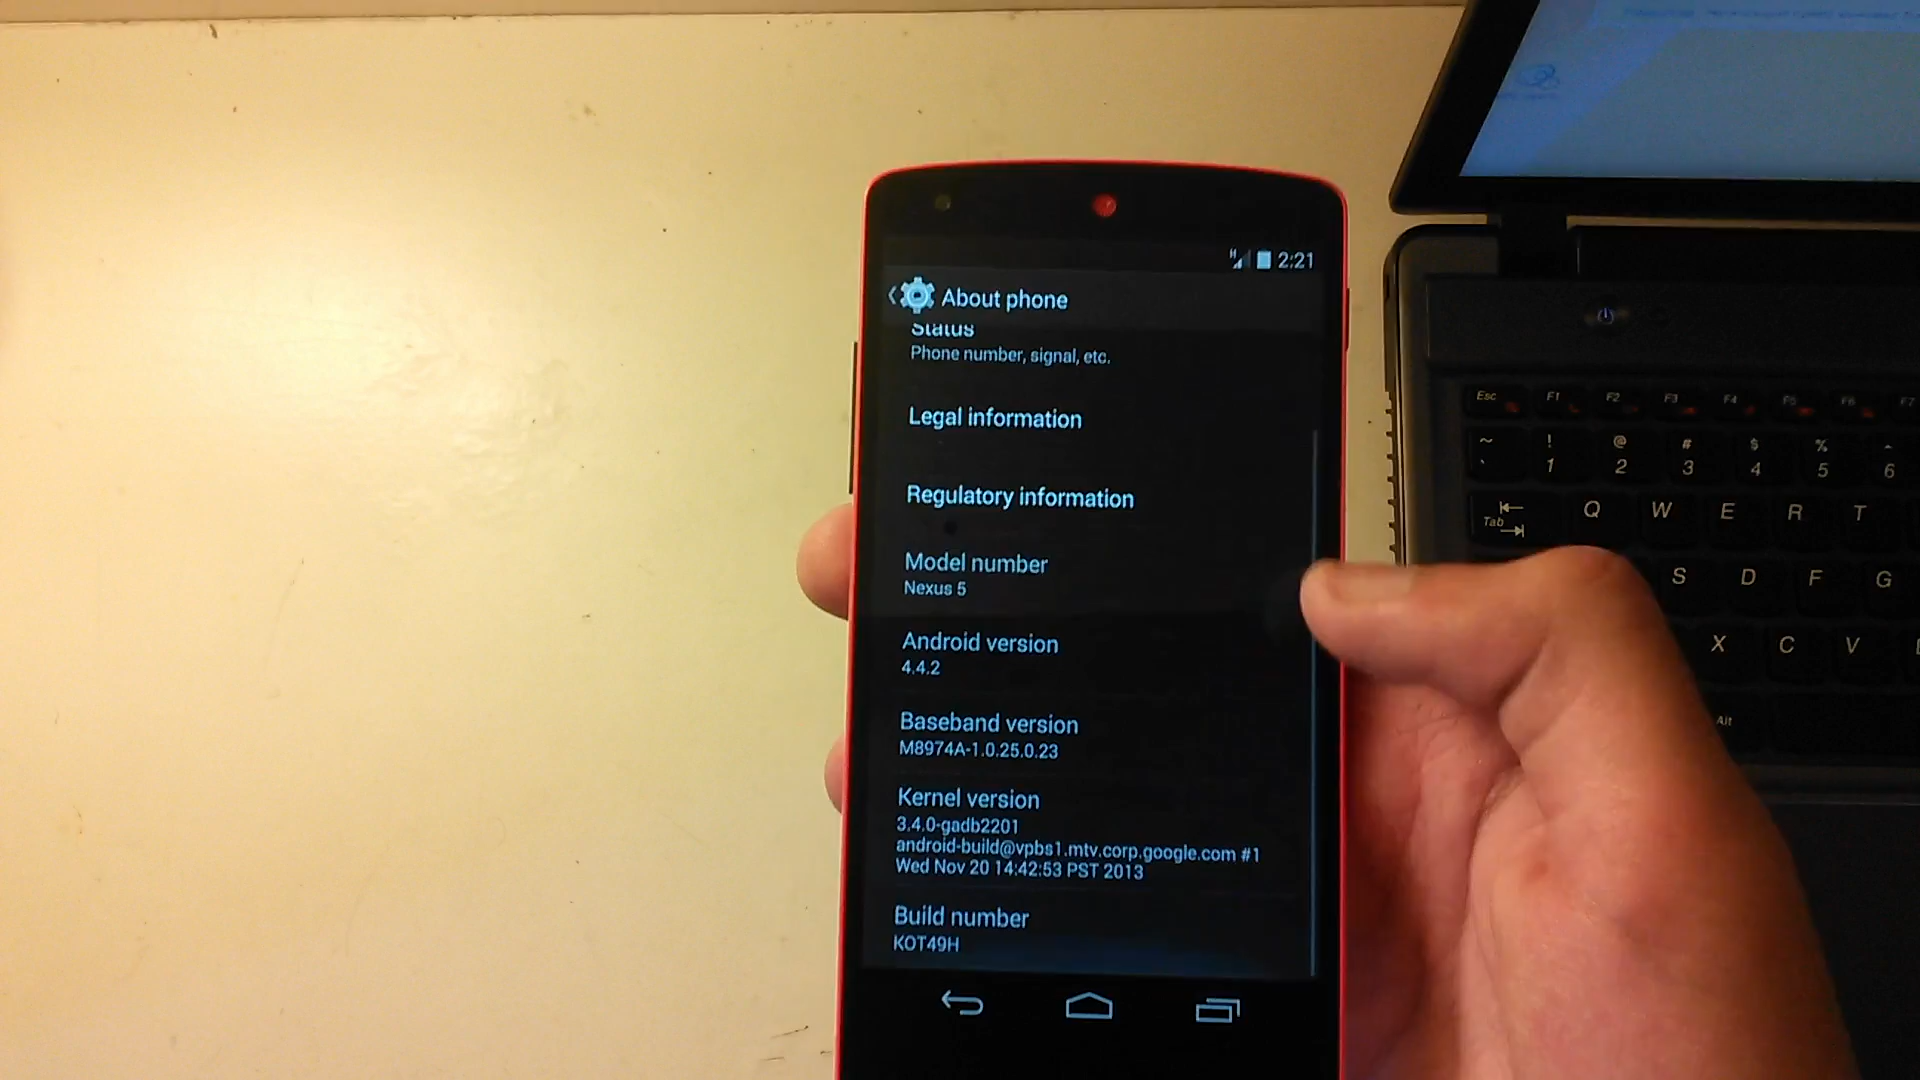 2:21
About phone
Status
Phone number, signal, etc.
Legal information
Regulatory information
Model number
Nexus 5
Android version
4.4.2
Baseband version
M8974A-1.0.25.0.23
Kernel version
3.4.0-gadb2201
android-build@vpbs1.mtv.corp.google.com #1
Wed Nov 20 14:42:53 PST 2013
Build number
KOT49H
Esc F1 F2 F3 F4 F5 F6 F7
~ ! @ # $ % ^
` 1 2 3 4 5 6
Tab Q W E R T
S D F G
X C V
Alt